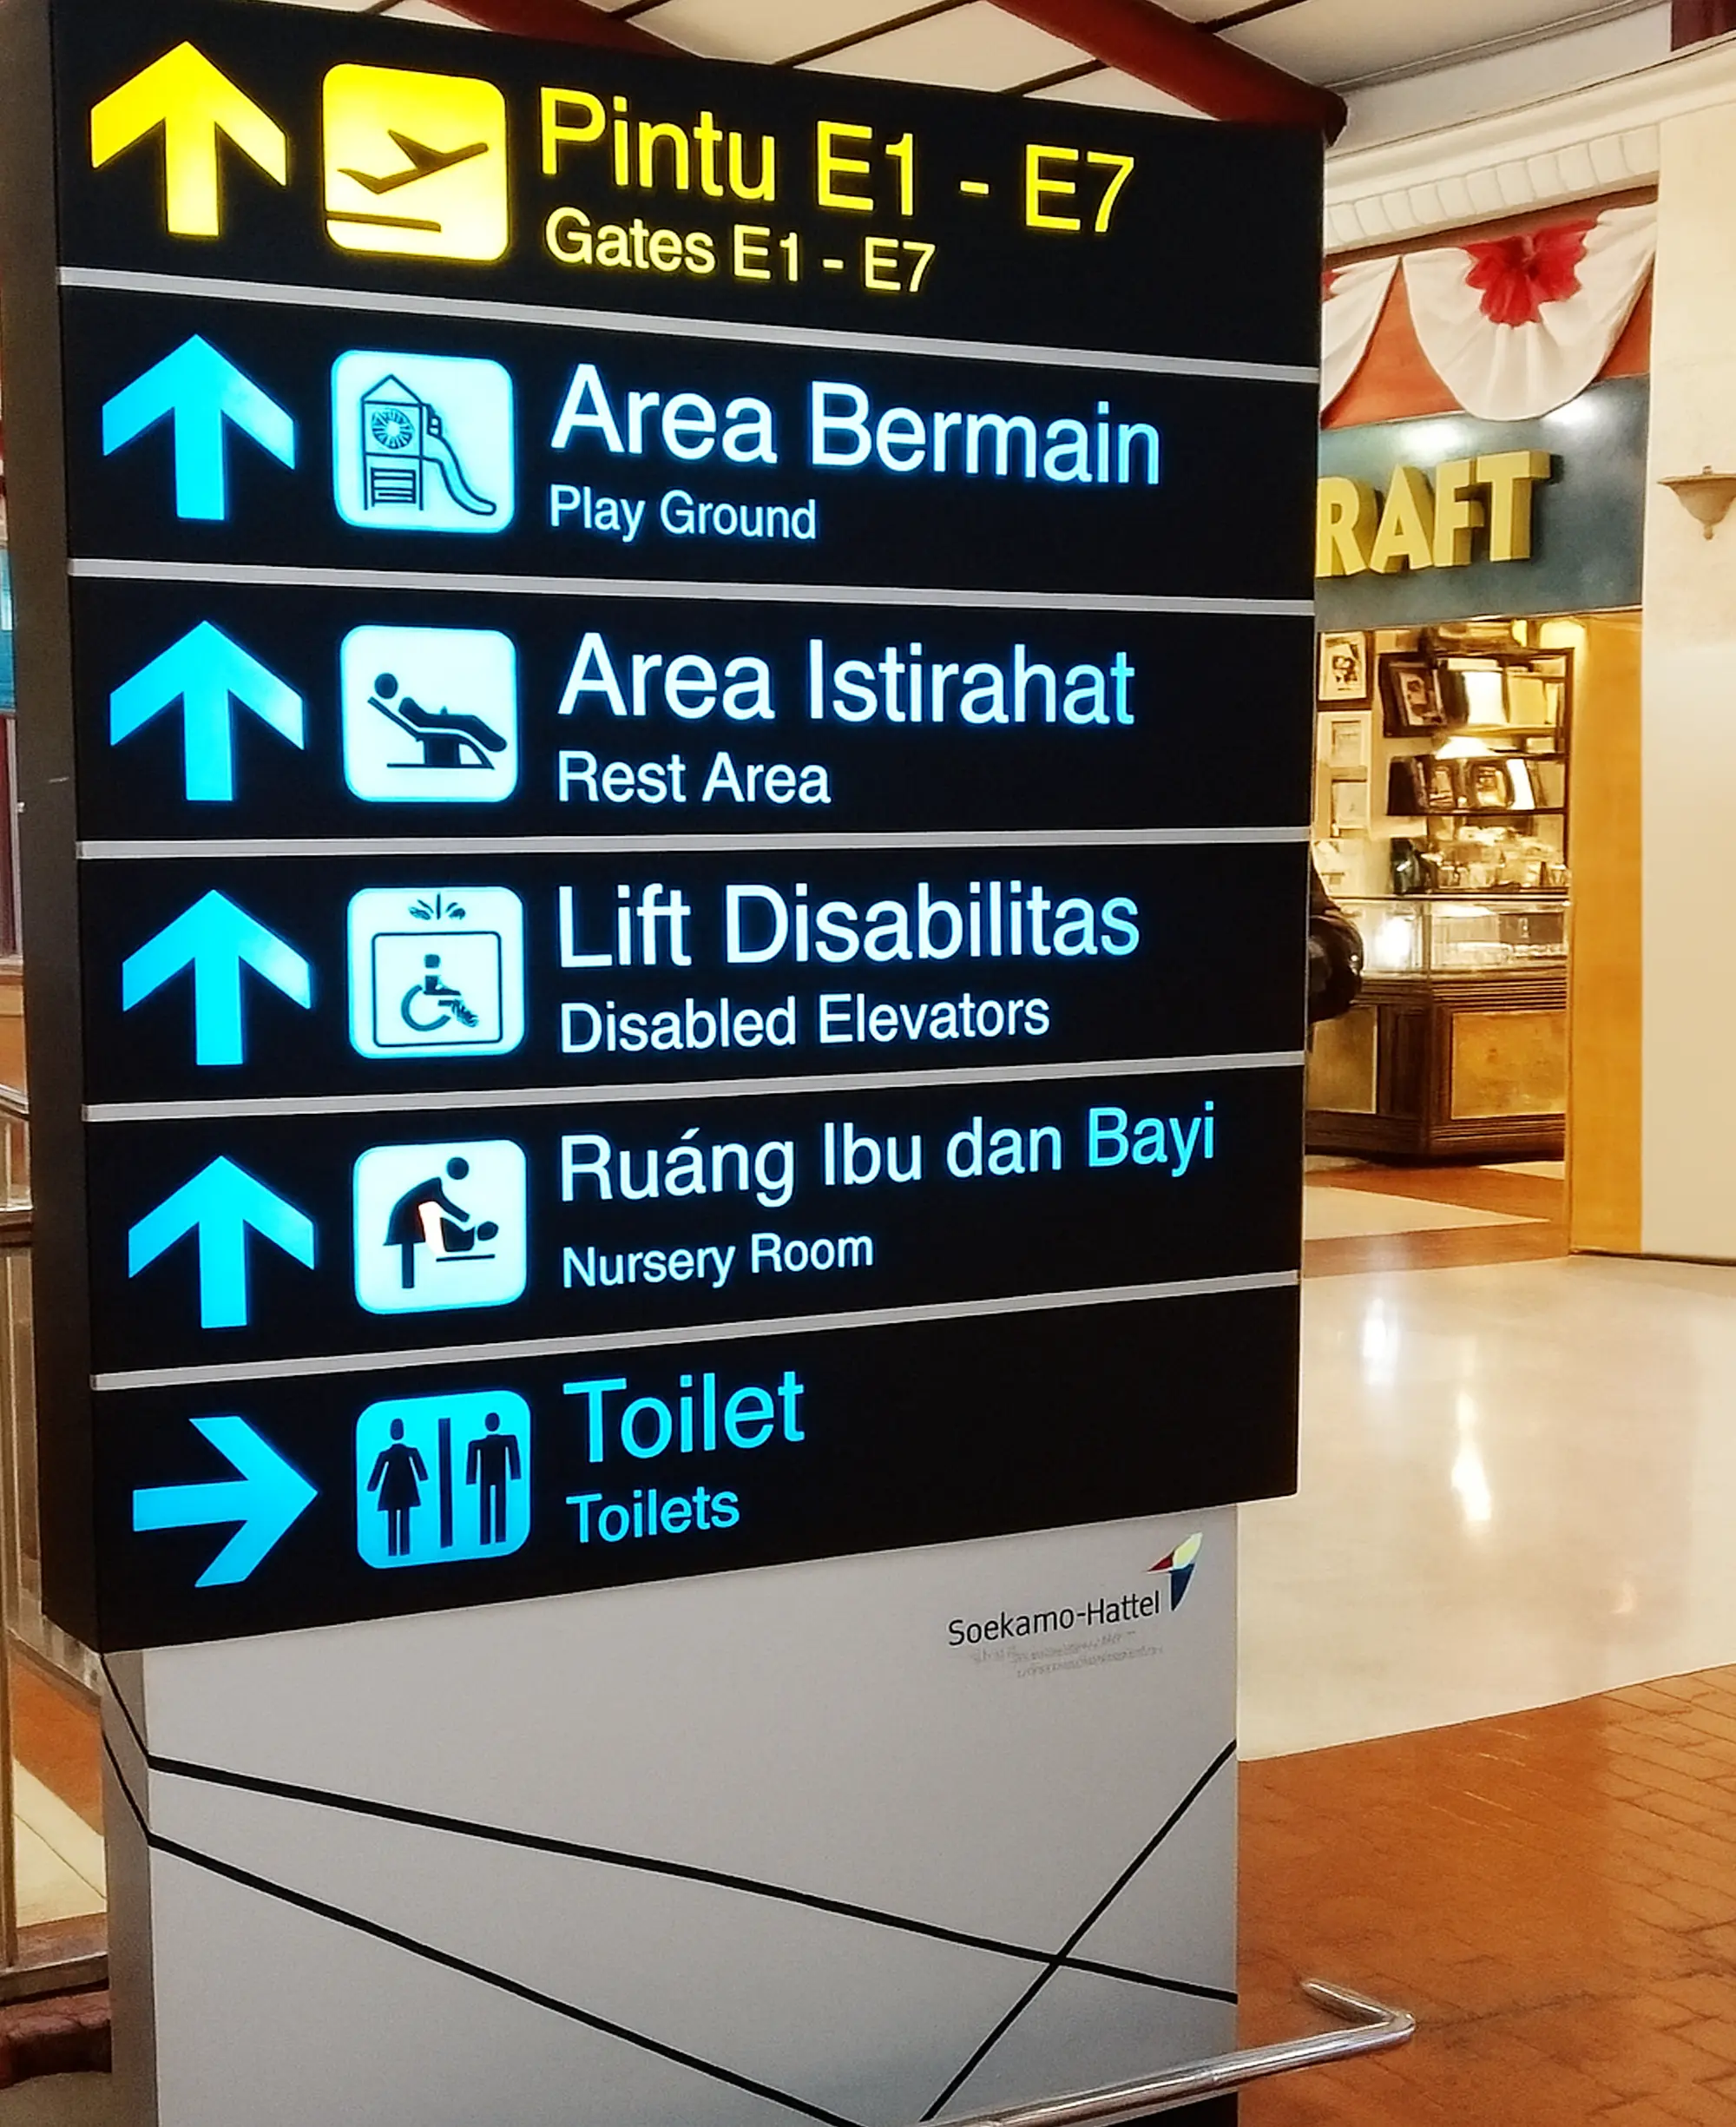 Pintu E1 - E7
Gates E1 - E7
Area Bermain
Play Ground
Area Istirahat
Rest Area
Lift Disabilitas
Disabled Elevators
Ruáng Ibu dan Bayi
Nursery Room
Toilet
Toilets
Soekamo-Hattel
RAFT